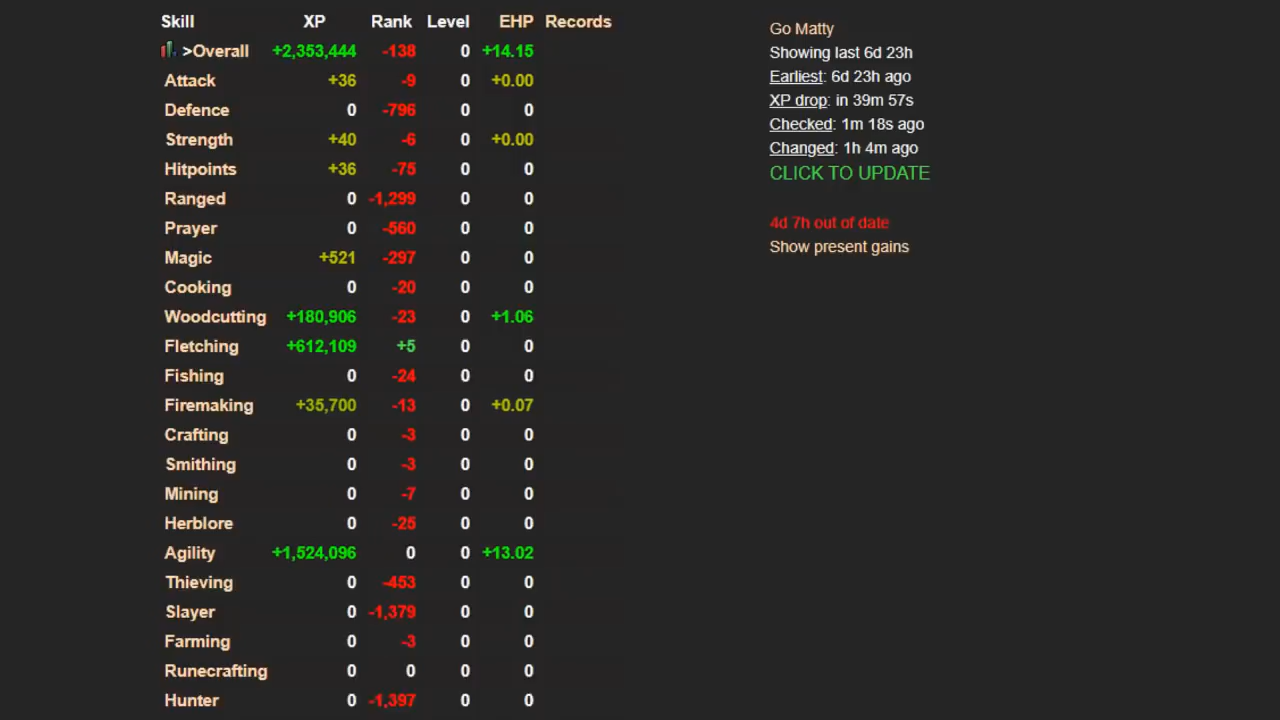 Skill XP Rank Level EHP Records
>Overall +2,353,444 -138 0 +14.15
Attack +36 -9 0 +0.00
Defence 0 -796 0 0
Strength +40 -6 0 +0.00
Hitpoints +36 -75 0 0
Ranged 0 -1,299 0 0
Prayer 0 -560 0 0
Magic +521 -297 0 0
Cooking 0 -20 0 0
Woodcutting +180,906 -23 0 +1.06
Fletching +612,109 +5 0 0
Fishing 0 -24 0 0
Firemaking +35,700 -13 0 +0.07
Crafting 0 -3 0 0
Smithing 0 -3 0 0
Mining 0 -7 0 0
Herblore 0 -25 0 0
Agility +1,524,096 0 0 +13.02
Thieving 0 -453 0 0
Slayer 0 -1,379 0 0
Farming 0 -3 0 0
Runecrafting 0 0 0 0
Hunter 0 -1,397 0 0
Go Matty
Showing last 6d 23h
Earliest: 6d 23h ago
XP drop: in 39m 57s
Checked: 1m 18s ago
Changed: 1h 4m ago
CLICK TO UPDATE
4d 7h out of date
Show present gains